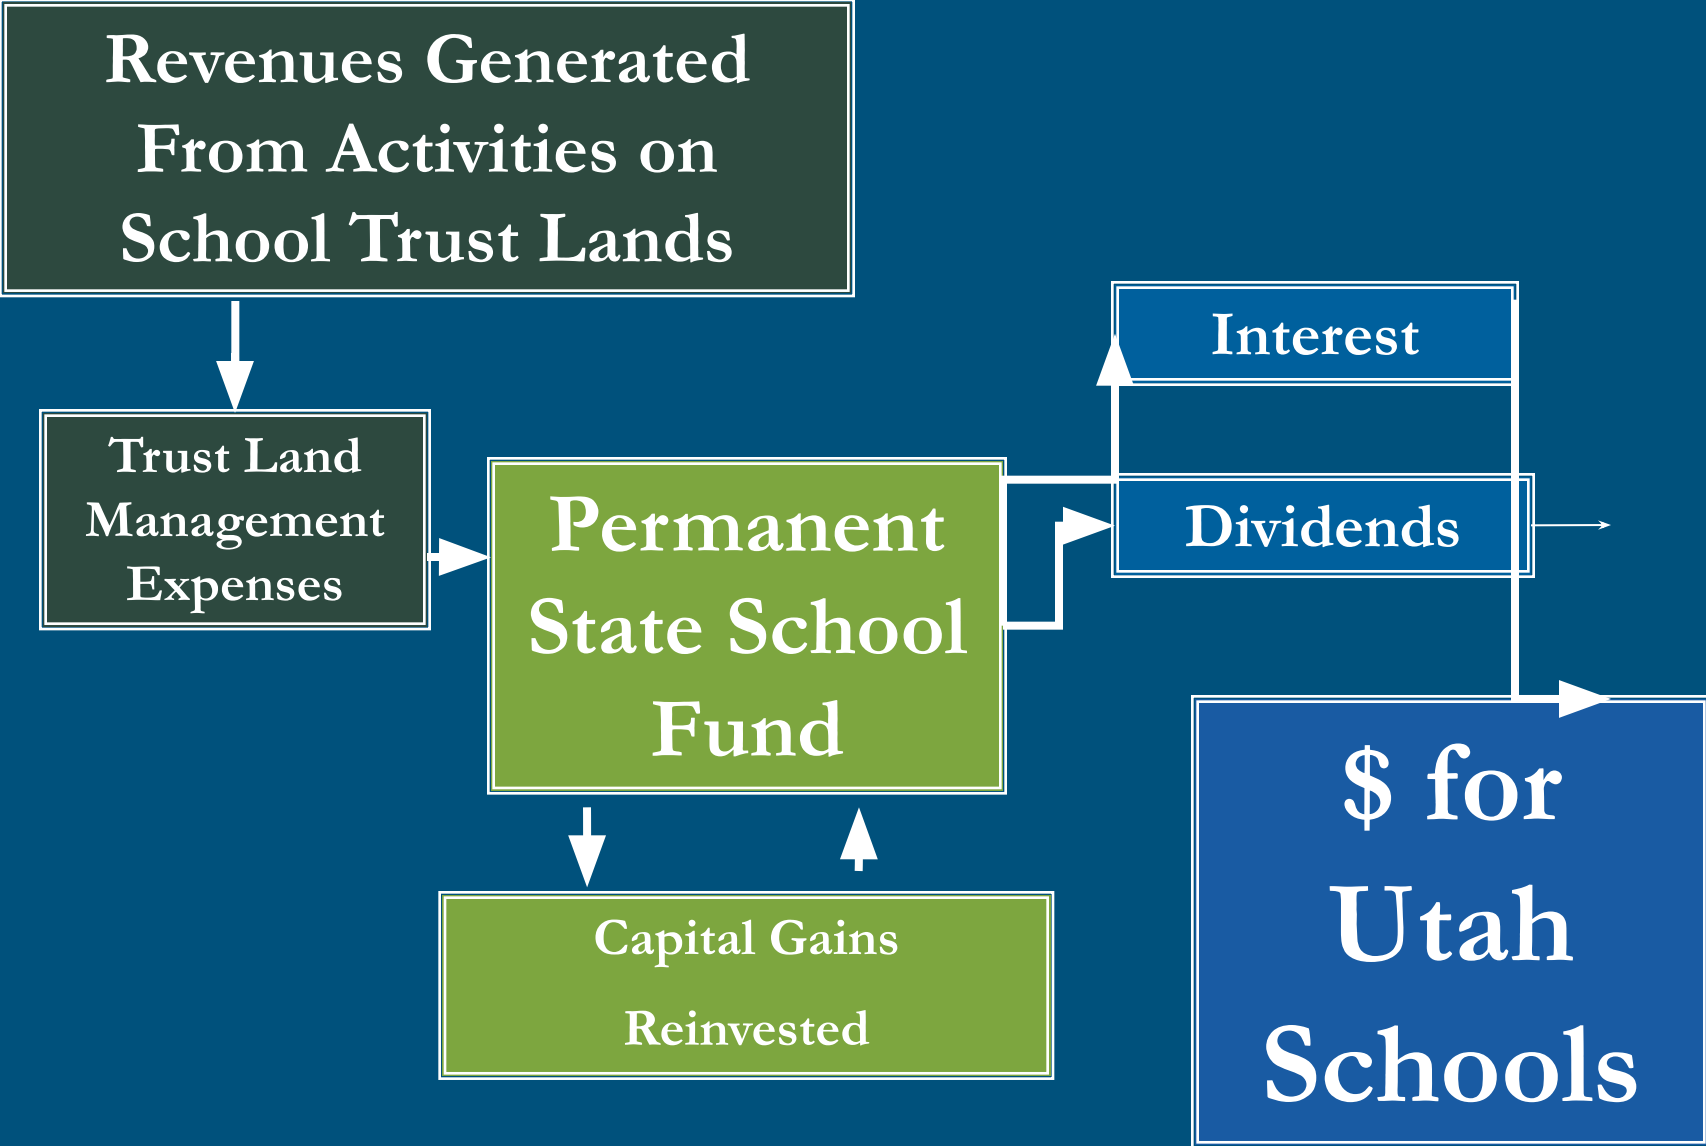 Revenues Generated
From Activities on
School Trust Lands
Trust Land
Management
Expenses
Permanent
State School
Fund
Interest
Dividends
Capital Gains
Reinvested
$ for
Utah
Schools